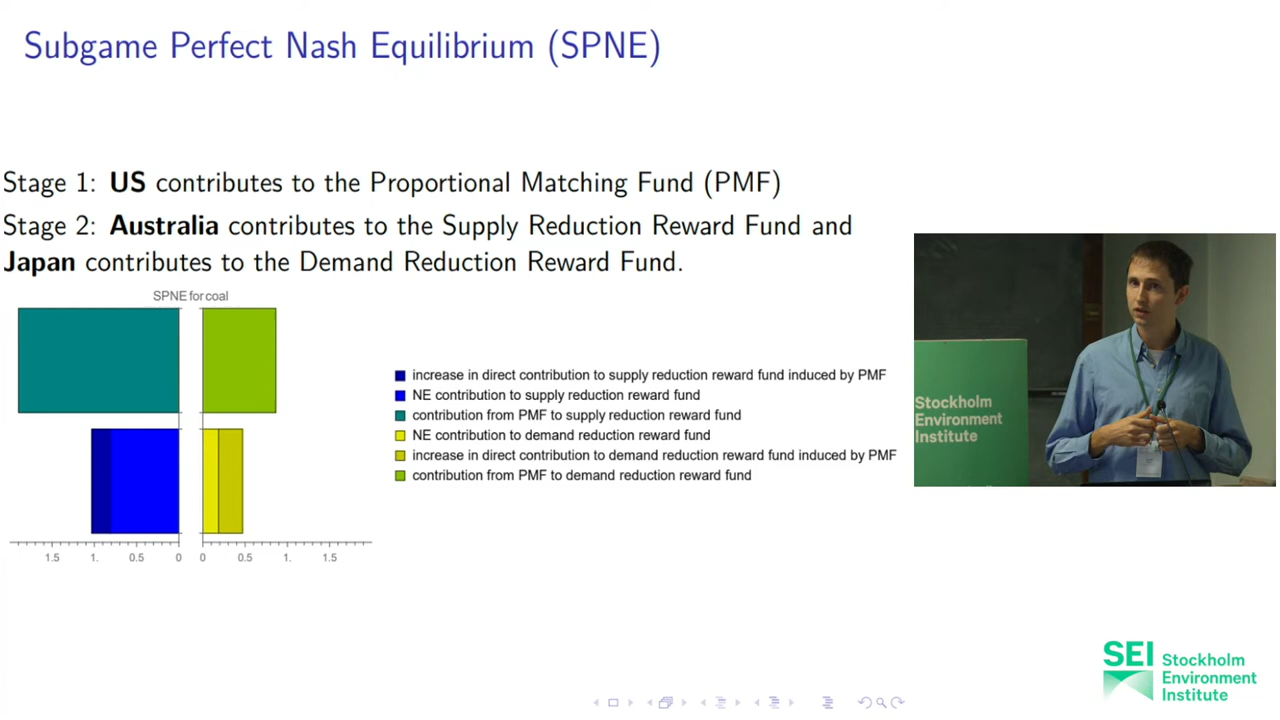 Subgame Perfect Nash Equilibrium (SPNE)
Stage 1: US contributes to the Proportional Matching Fund (PMF)
Stage 2: Australia contributes to the Supply Reduction Reward Fund and
Japan contributes to the Demand Reduction Reward Fund.
SPNE for coal
increase in direct contribution to supply reduction reward fund induced by PMF
NE contribution to supply reduction reward fund
contribution from PMF to supply reduction reward fund
NE contribution to demand reduction reward fund
increase in direct contribution to demand reduction reward fund induced by PMF
contribution from PMF to demand reduction reward fund
1.5 1. 0.5 0 0 0.5 1. 1.5
Stockholm
Environment
Institute
SEI Stockholm
Environment
Institute